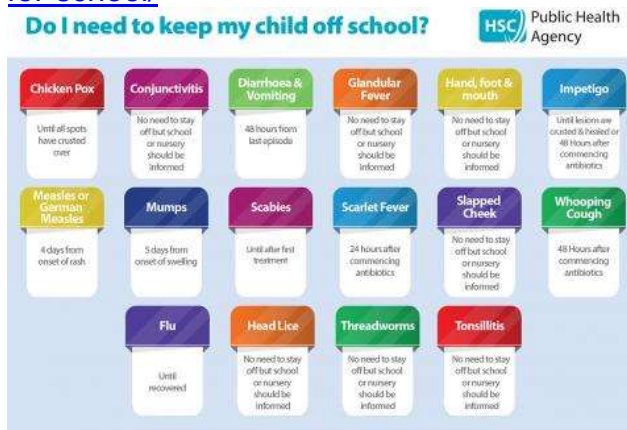 for school/
Do I need to keep my child off school?
HSC Public Health
Agency
Chicken Pox
Until all spots
have crusted
over
Conjunctivitis
No need to stay
off but school
or nursery
should be
informed
Diarrhoea &
Vomiting
48 hours from
last episode
Glandular
Fever
No need to stay
off but school
or nursery
should be
informed
Hand, foot &
mouth
No need to stay
off but school
or nursery
should be
informed
Impetigo
Until lesions are
crusted & healed or
48 Hours after
commencing
antibiotics
Measles or
German
Measles
4 days from
onset of rash
Mumps
5 days from
onset of swelling
Scabies
Until after first
treatment
Scarlet Fever
24 hours after
commencing
antibiotics
Slapped
Cheek
No need to stay
off but school
or nursery
should be
informed
Whooping
Cough
48 Hours after
commencing
antibiotics
Flu
Until
recovered
Head Lice
No need to stay
off but school
or nursery
should be
informed
Threadworms
No need to stay
off but school
or nursery
should be
informed
Tonsillitis
No need to stay
off but school
or nursery
should be
informed